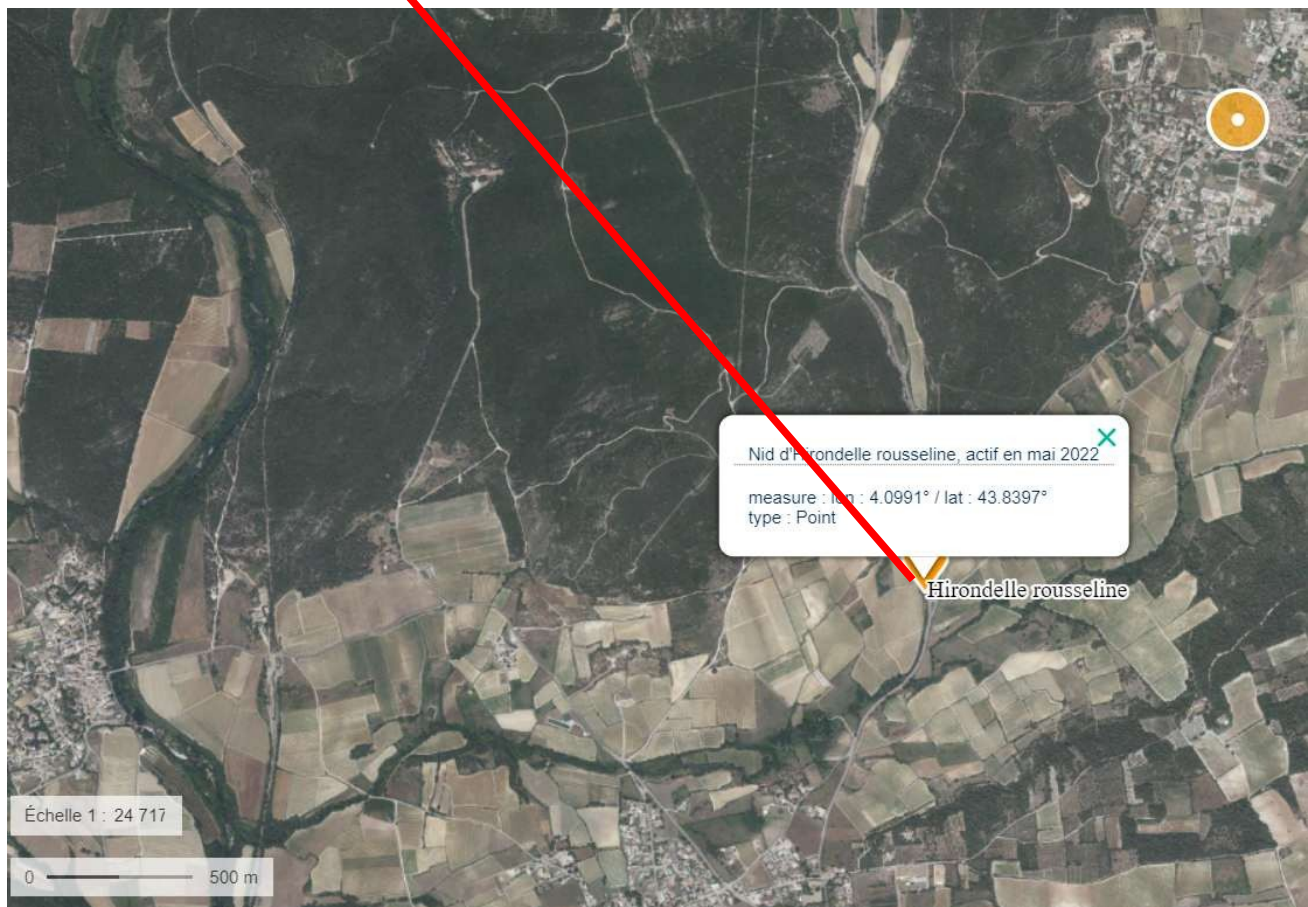 Nid d'Hirondelle rousseline, actif en mai 2022
measure : lon : 4.0991° / lat : 43.8397°
type : Point
Hirondelle rousseline
Échelle 1 : 24 717
0 500 m